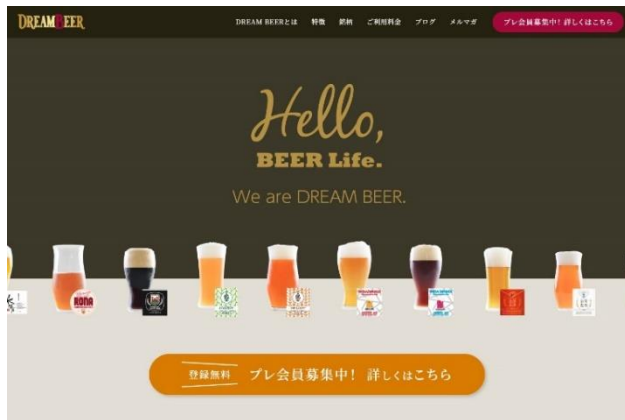 DREAMBEER
DREAM BEERとは 特徴 銘柄 ご利用料金 ブログ メルマガ プレ会員募集中！詳しくはこちら
Hello,
BEER Life.
We are DREAM BEER.
KONA
登録無料 プレ会員募集中！ 詳しくはこちら